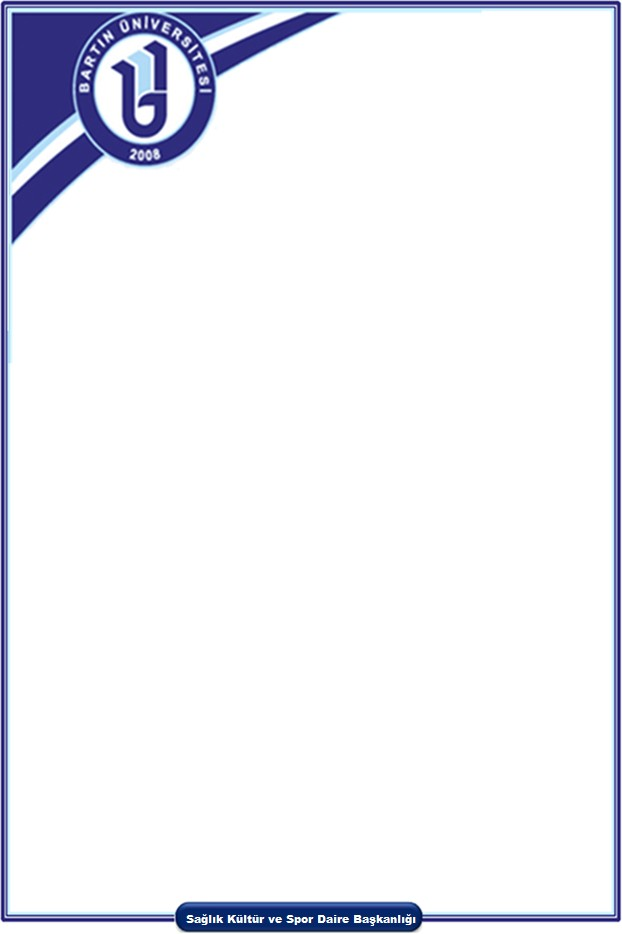 BARTIN ÜNİVERSİTESİ
2008
Sağlık Kültür ve Spor Daire Başkanlığı